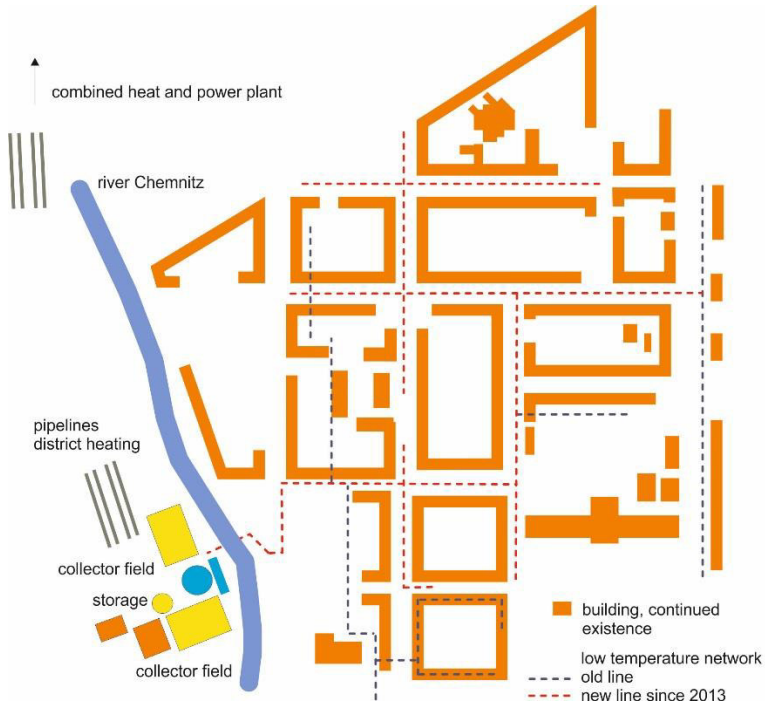 combined heat and power plant
river Chemnitz
pipelines
district heating
collector field
storage
collector field
building, continued
existence
low temperature network
old line
new line since 2013